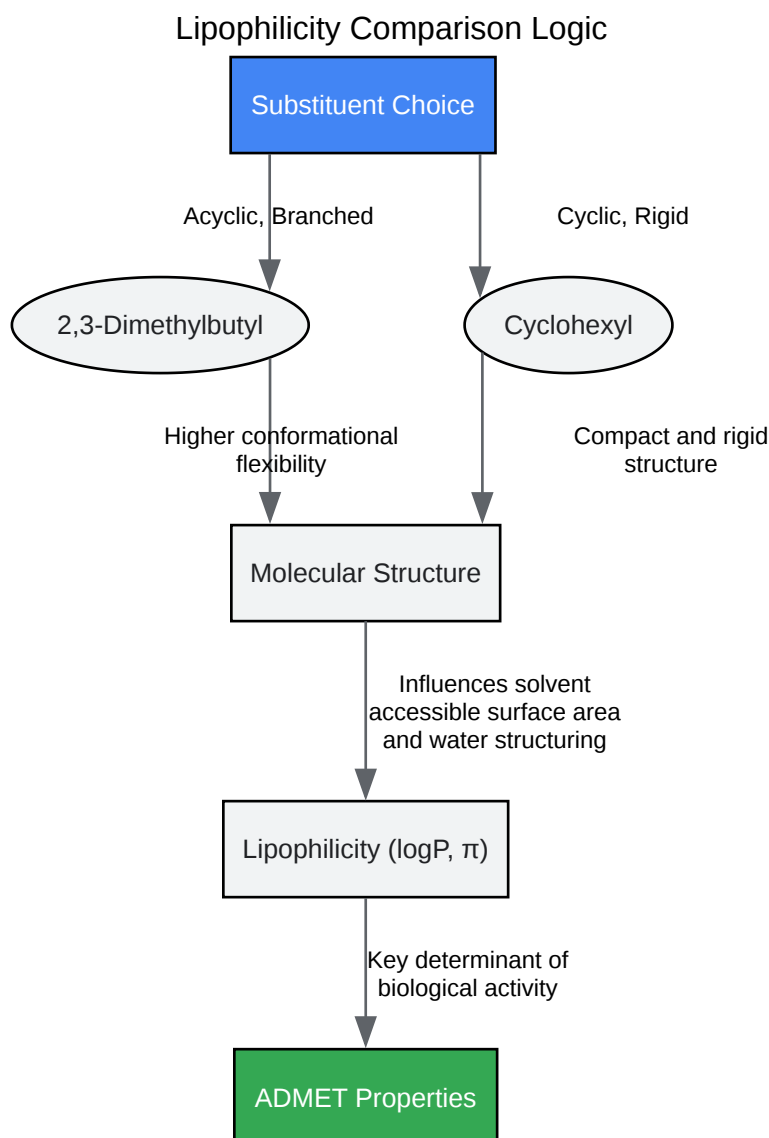 Lipophilicity Comparison Logic
Substituent Choice
Acyclic, Branched
Cyclic, Rigid
2,3-Dimethylbutyl
Cyclohexyl
Higher conformational
flexibility
Compact and rigid
structure
Molecular Structure
Influences solvent
accessible surface area
and water structuring
Lipophilicity (logP, π)
Key determinant of
biological activity
ADMET Properties